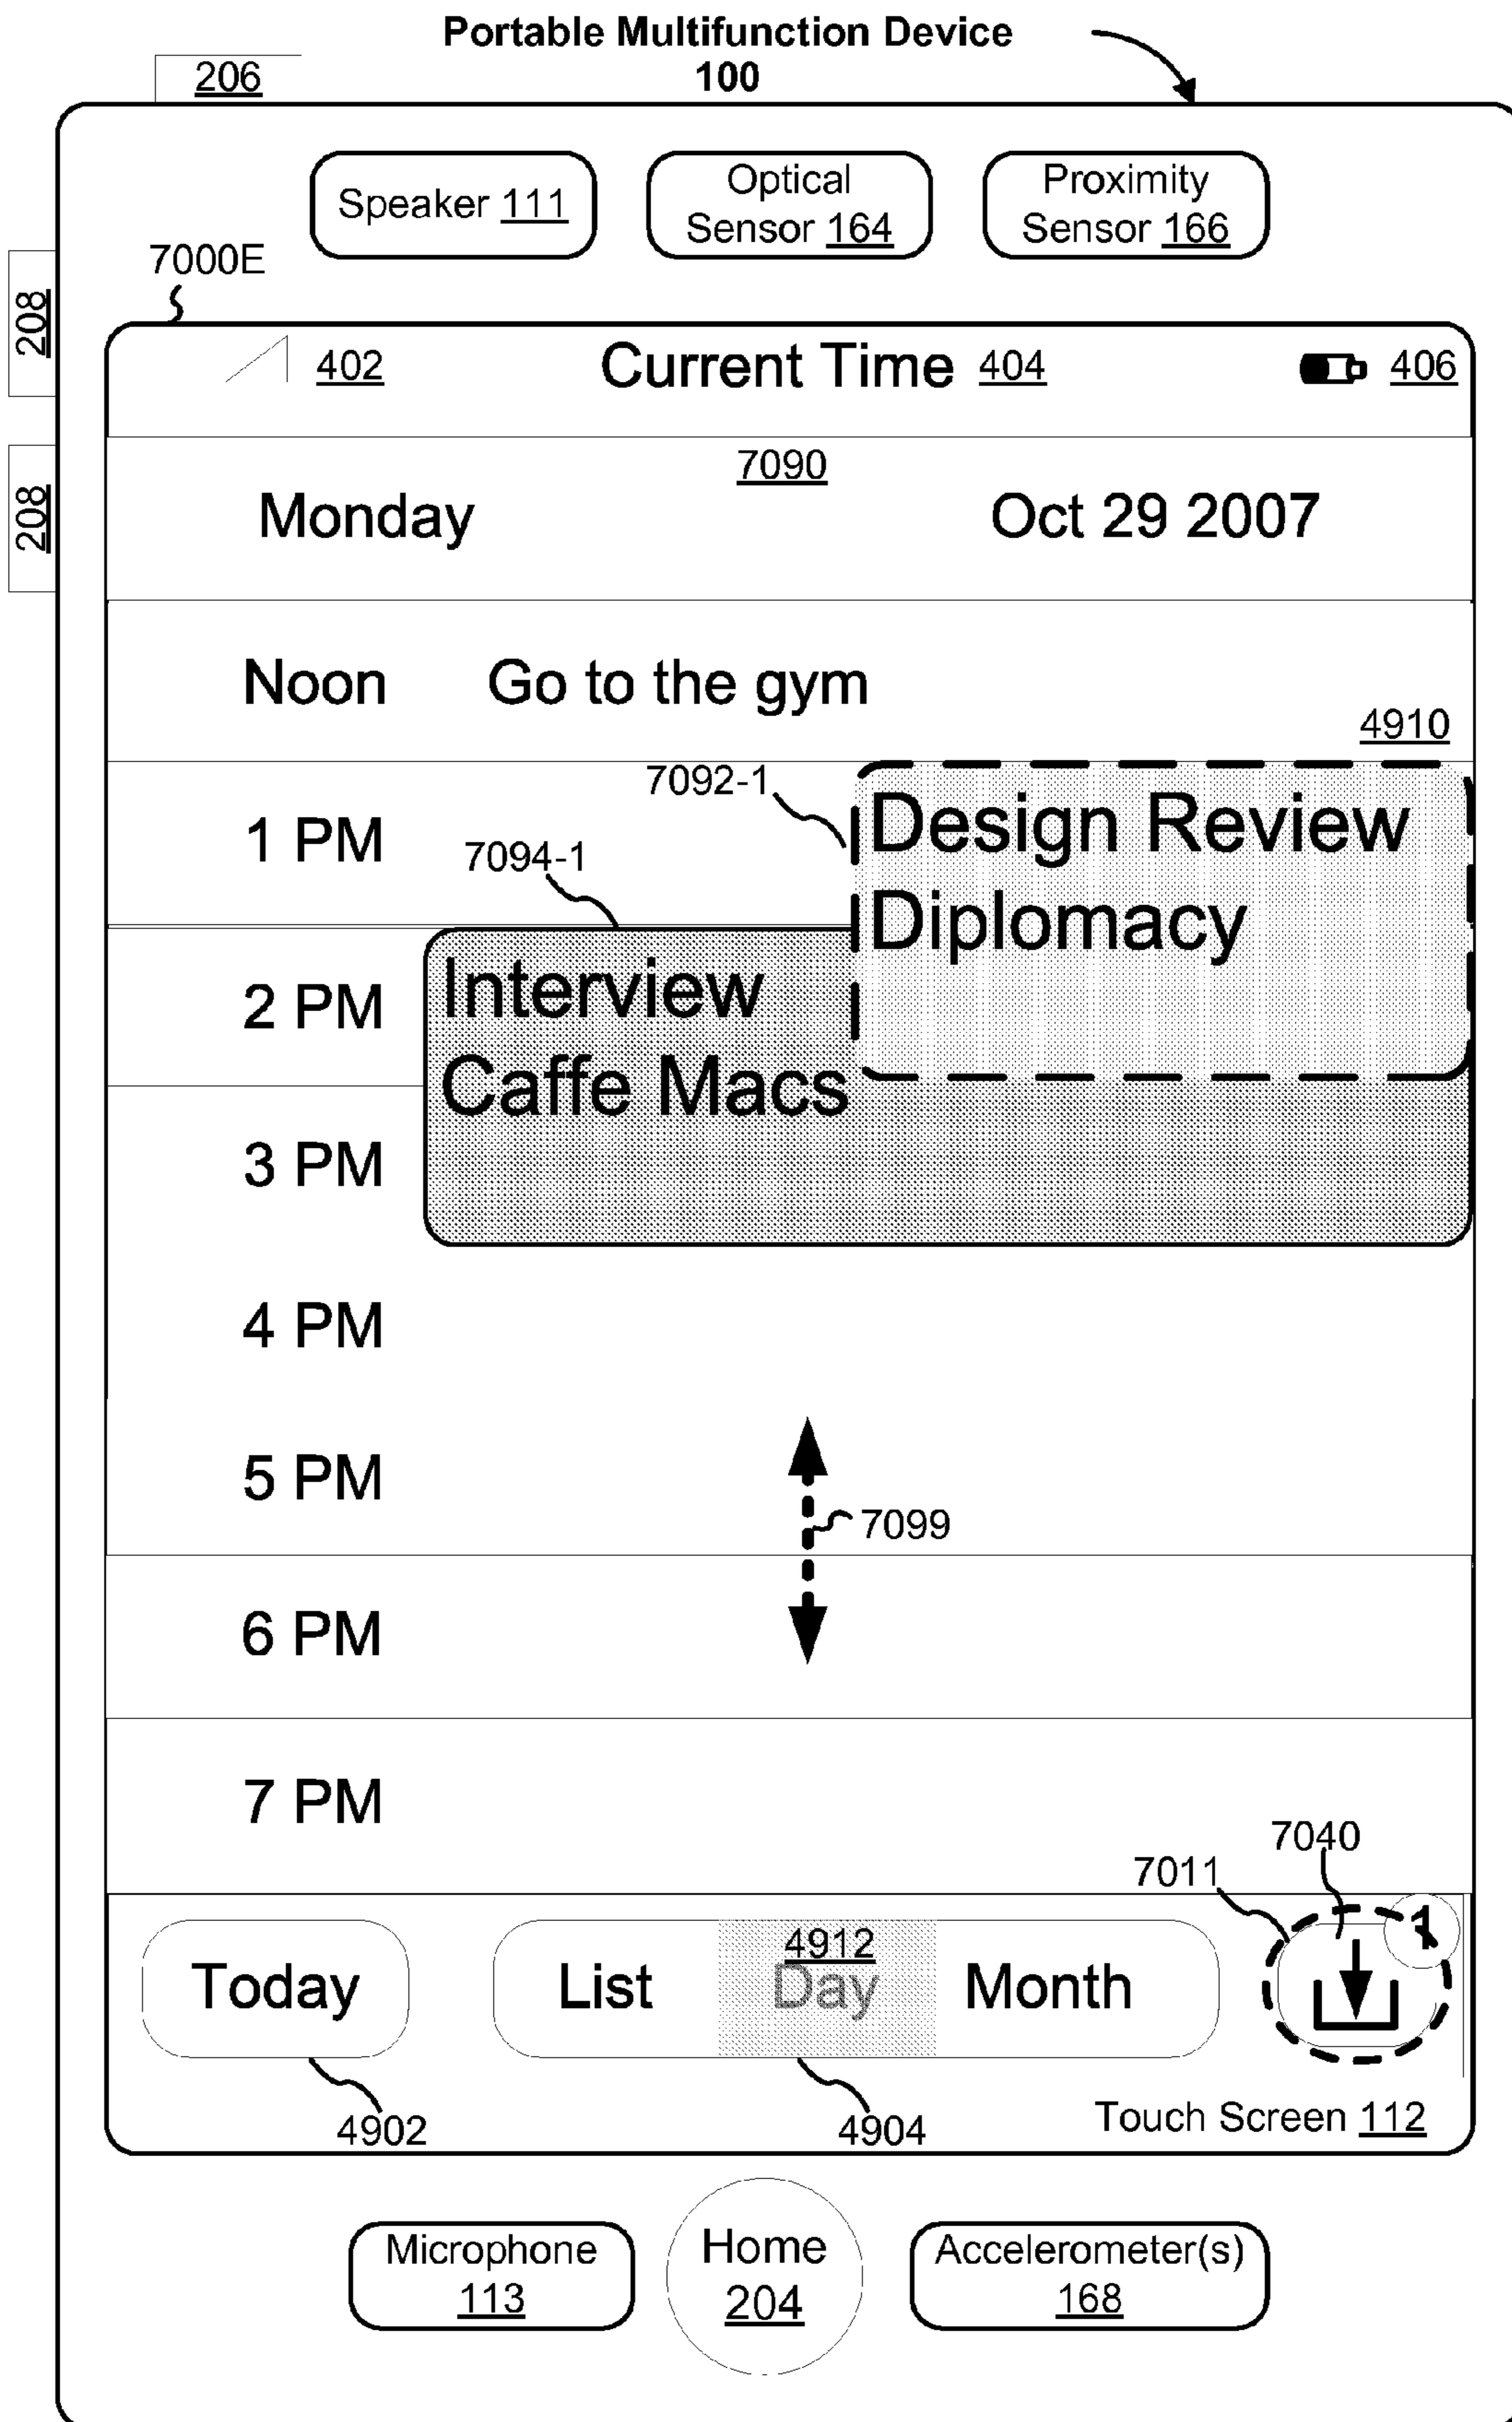 Portable Multifunction Device
100
206
Speaker 111
Optical
Sensor 164
Proximity
Sensor 166
7000E
208
402
Current Time 404
406
208
7090
Monday
Oct 29 2007
Noon
Go to the gym
4910
7092-1
1 PM
Design Review
Diplomacy
7094-1
2 PM
Interview
Caffe Macs
3 PM
4 PM
5 PM
7099
6 PM
7 PM
7040
7011
1
Today
List
4912
Day
Month
4902
4904
Touch Screen 112
Microphone
113
Home
204
Accelerometer(s)
168